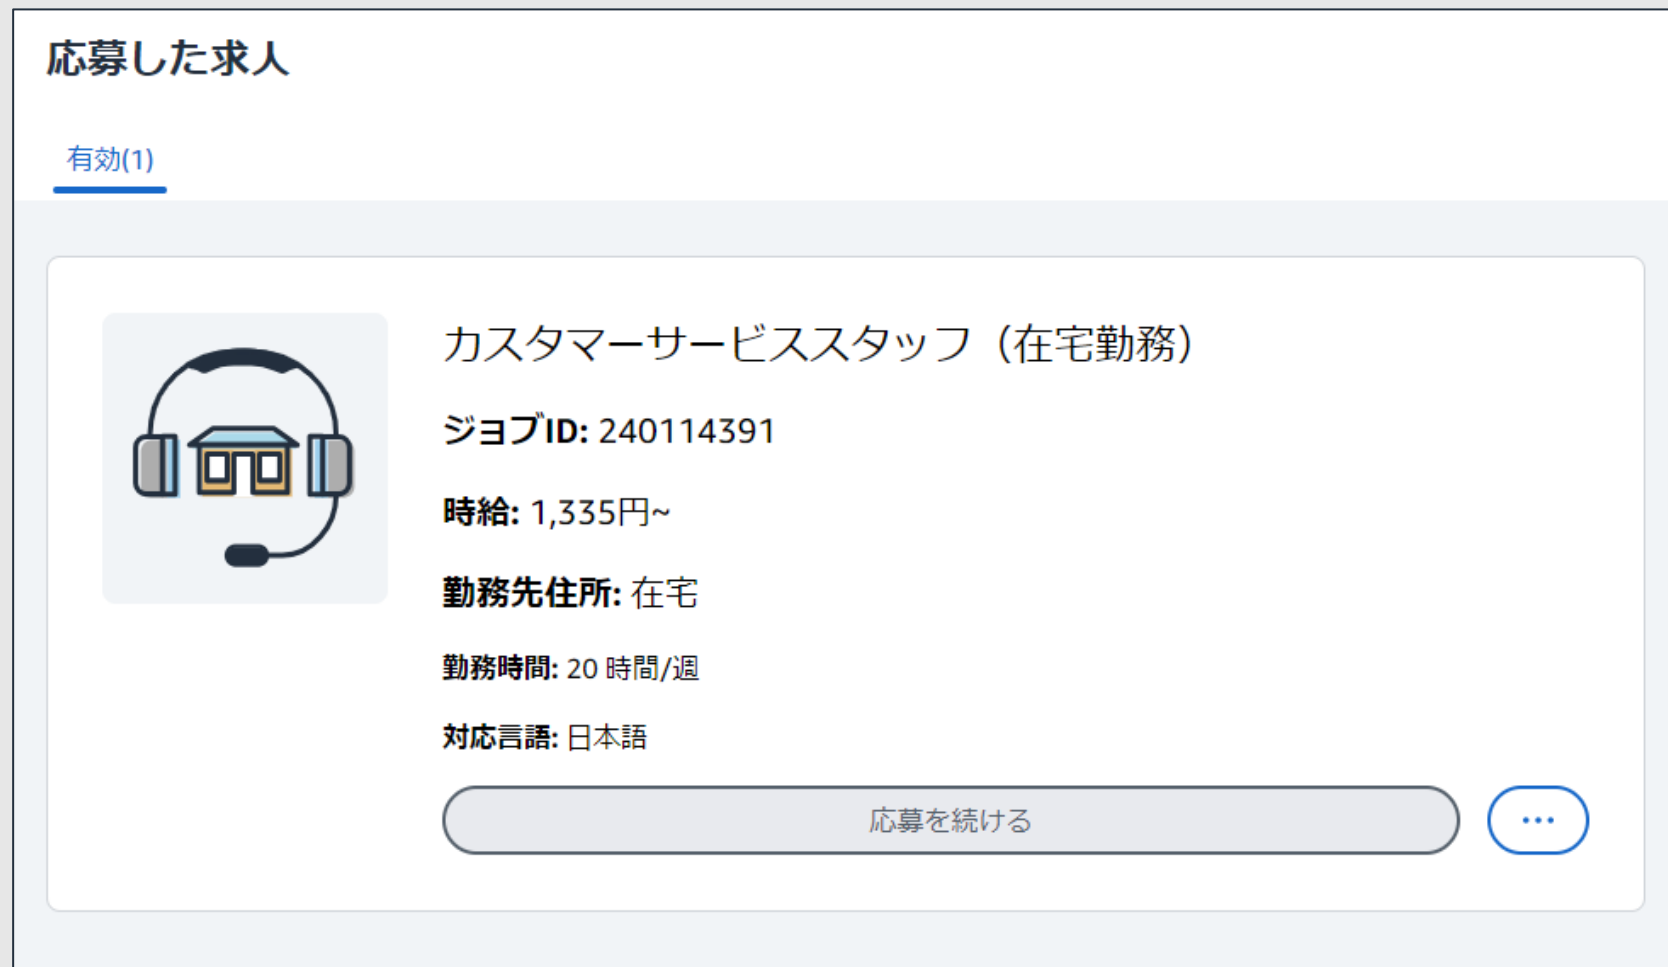 応募した求人
有効(1)
カスタマーサービススタッフ（在宅勤務）
ジョブID: 240114391
時給: 1,335円~
勤務先住所: 在宅
勤務時間: 20 時間/週
対応言語: 日本語
応募を続ける